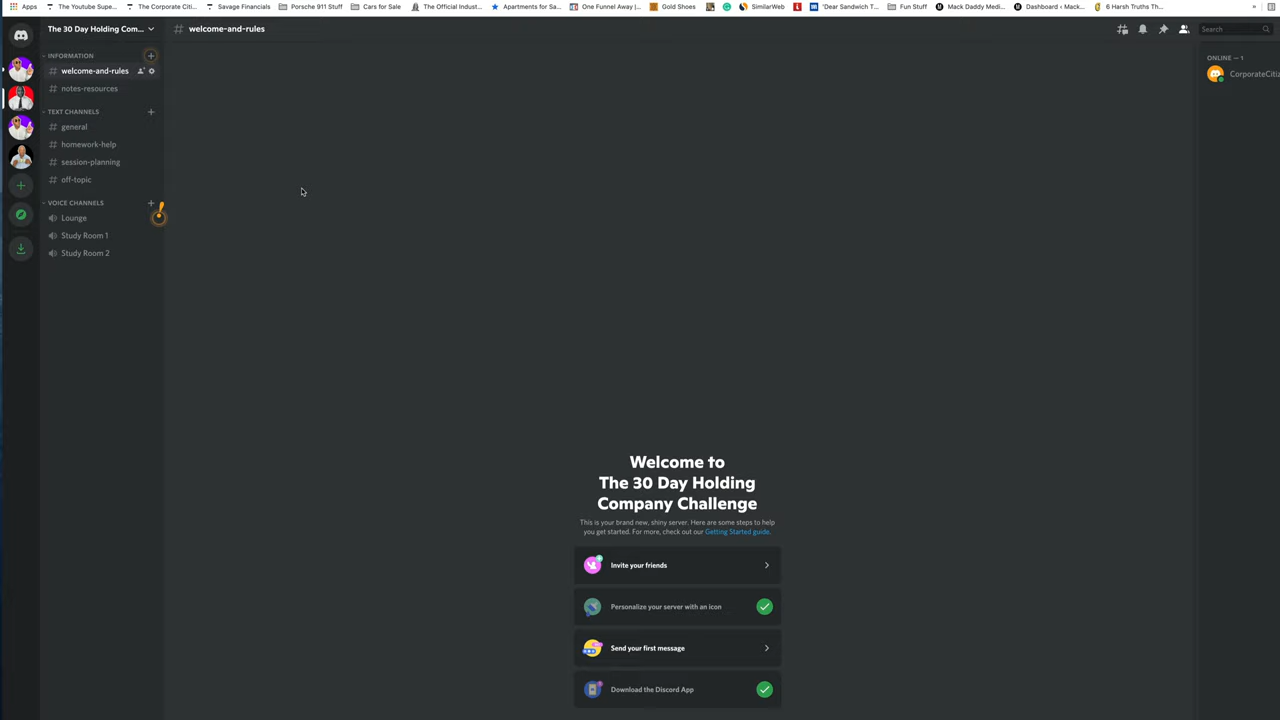 Apps
The Youtube Supe...
The Corporate Citi...
Savage Financials
Porsche 911 Stuff
Cars for Sale
The Official Indust...
Apartments for Sa...
One Funnel Away |...
Gold Shoes
SimilarWeb
'Dear Sandwich T...
Fun Stuff
Mack Daddy Medi...
Dashboard ‹ Mack...
6 Harsh Truths Th...
»
The 30 Day Holding Com...
# welcome-and-rules
Search
INFORMATION
# welcome-and-rules
# notes-resources
TEXT CHANNELS
# general
# homework-help
# session-planning
# off-topic
VOICE CHANNELS
Lounge
Study Room 1
Study Room 2
ONLINE — 1
CorporateCitiz
Welcome to
The 30 Day Holding
Company Challenge
This is your brand new, shiny server. Here are some steps to help
you get started. For more, check out our Getting Started guide.
Invite your friends
Personalize your server with an icon
Send your first message
Download the Discord App